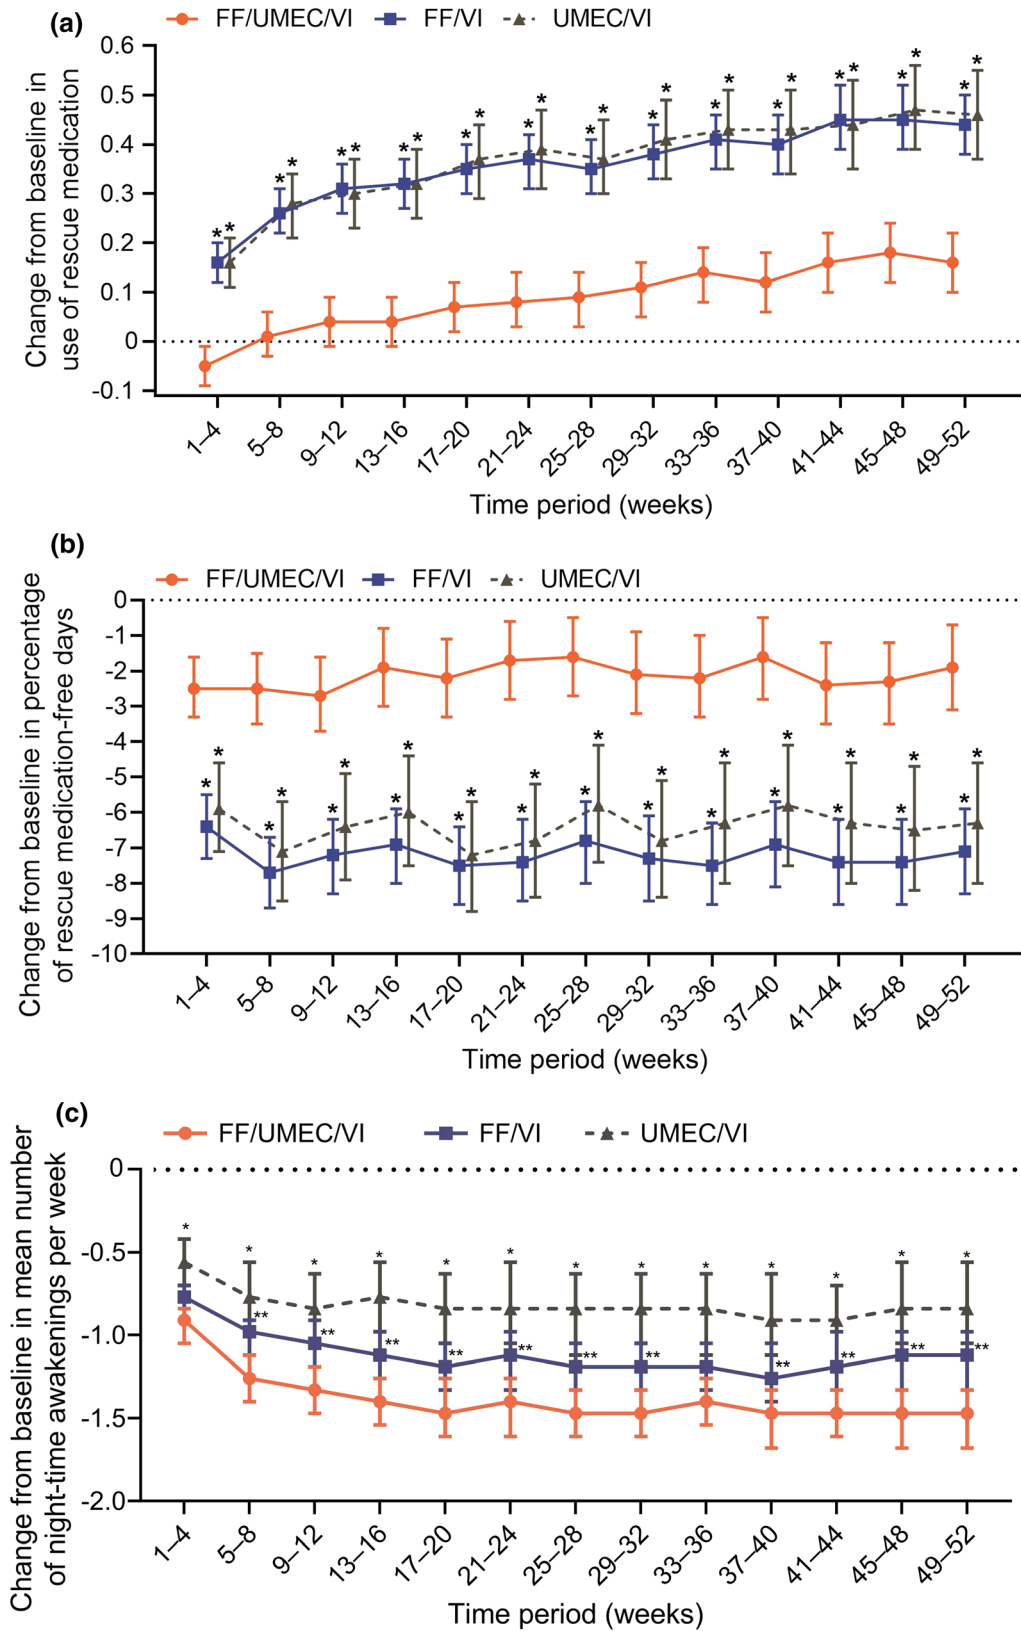 (a)
FF/UMEC/VI FF/VI UMEC/VI
Change from baseline in
use of rescue medication
0.6
0.5
0.4
0.3
0.2
0.1
0
-0.1
* * * * * * * * * * * * * * * * * * * * * * * * * *
1–4 5–8 9–12 13–16 17–20 21–24 25–28 29–32 33–36 37–40 41–44 45–48 49–52
Time period (weeks)
(b)
FF/UMEC/VI FF/VI UMEC/VI
Change from baseline in percentage
of rescue medication-free days
0
-1
-2
-3
-4
-5
-6
-7
-8
-9
-10
* * * * * * * * * * * * * * * * * * * * * * * * * *
1–4 5–8 9–12 13–16 17–20 21–24 25–28 29–32 33–36 37–40 41–44 45–48 49–52
Time period (weeks)
(c)
FF/UMEC/VI FF/VI UMEC/VI
Change from baseline in mean number
of night-time awakenings per week
0
-0.5
-1.0
-1.5
-2.0
* * * * * * * * * * * * *
** ** ** ** ** ** ** ** ** ** **
1–4 5–8 9–12 13–16 17–20 21–24 25–28 29–32 33–36 37–40 41–44 45–48 49–52
Time period (weeks)